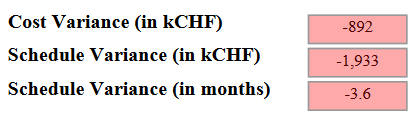 Cost Variance (in kCHF) -892
Schedule Variance (in kCHF) -1,933
Schedule Variance (in months) -3.6